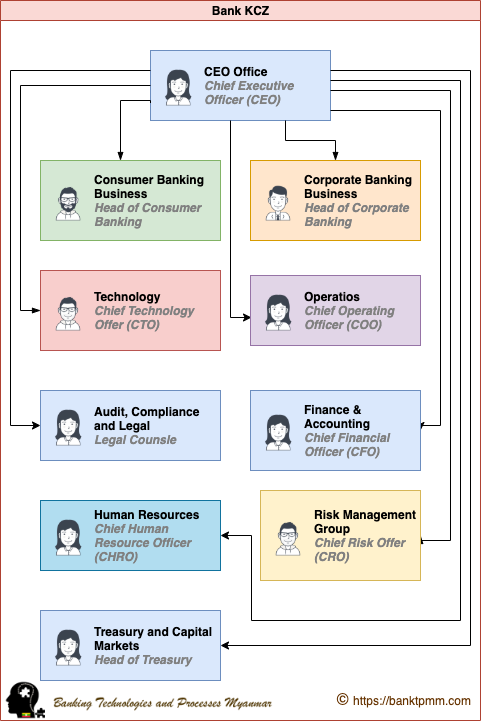 Bank KCZ
CEO Office
Chief Executive
Officer (CEO)
Consumer Banking
Business
Head of Consumer
Banking
Corporate Banking
Business
Head of Corporate
Banking
Technology
Chief Technology
Offer (CTO)
Operatios
Chief Operating
Officer (COO)
Audit, Compliance
and Legal
Legal Counsle
Finance &
Accounting
Chief Financial
Officer (CFO)
Human Resources
Chief Human
Resource Officer
(CHRO)
Risk Management
Group
Chief Risk Offer
(CRO)
Treasury and Capital
Markets
Head of Treasury
Banking Technologies and Processes Myanmar
© https://banktpmm.com